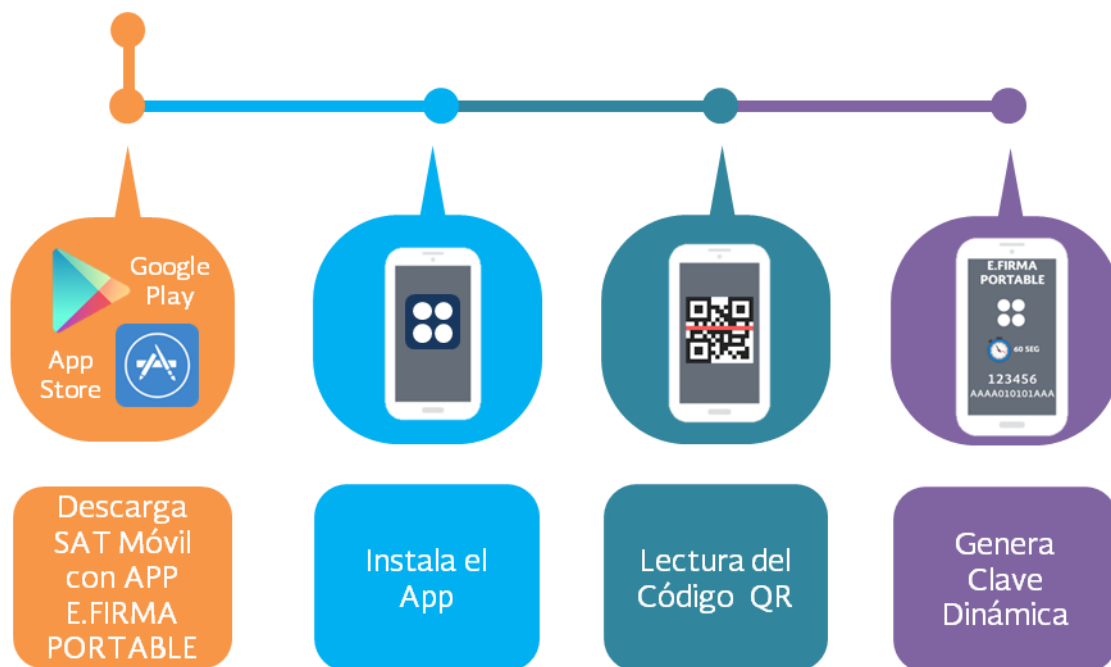 Google
Play
App
Store
E.FIRMA
PORTABLE
60 SEG
123456
AAAA010101AAA
Descarga
SAT Móvil
con APP
E.FIRMA
PORTABLE
Instala el
App
Lectura del
Código QR
Genera
Clave
Dinámica